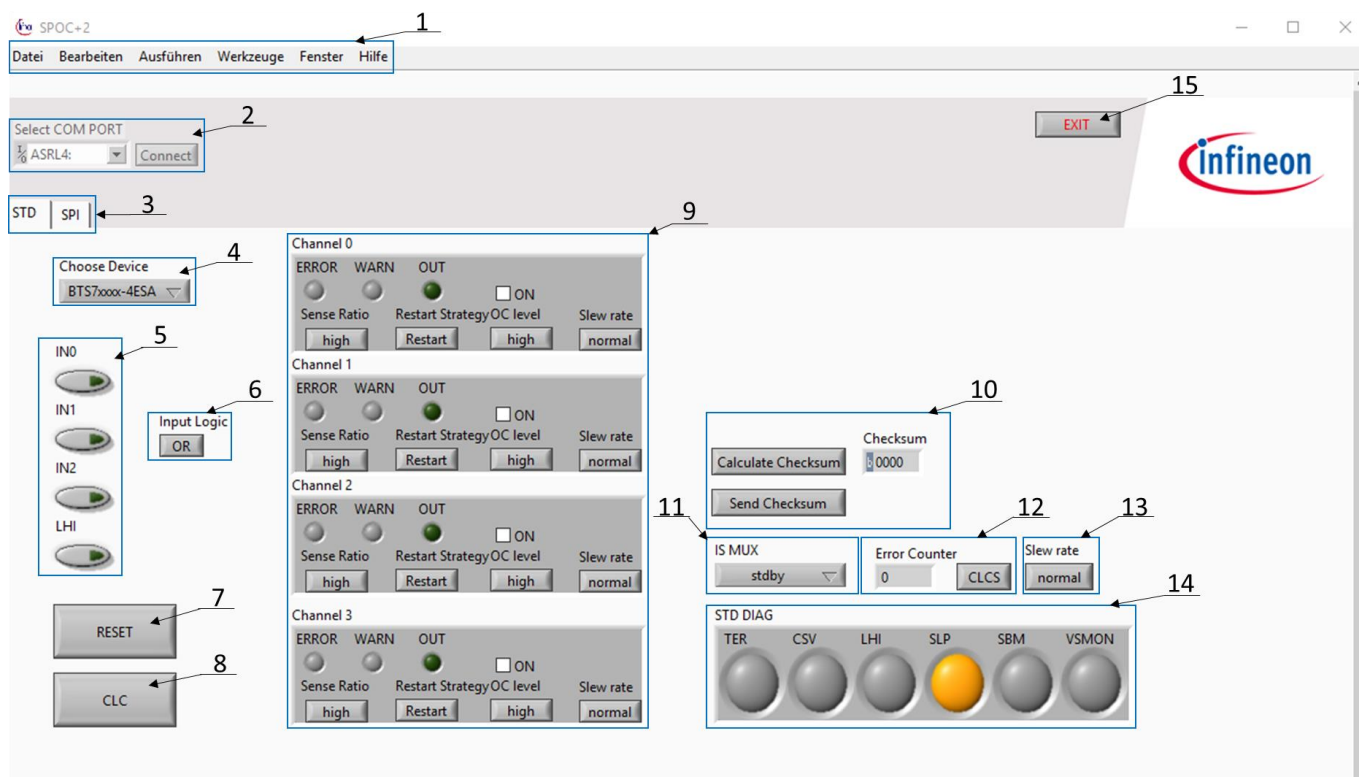 SPOC+2
1
Datei Bearbeiten Ausführen Werkzeuge Fenster Hilfe
15
EXIT
infineon
2
Select COM PORT
ASRL4: Connect
3
STD SPI
4
Choose Device
BTS7xxxx-4ESA
5
IN0
IN1
IN2
LHI
6
Input Logic
OR
7
RESET
8
CLC
9
Channel 0
ERROR WARN OUT
ON
Sense Ratio Restart Strategy OC level Slew rate
high Restart high normal
Channel 1
ERROR WARN OUT
ON
Sense Ratio Restart Strategy OC level Slew rate
high Restart high normal
Channel 2
ERROR WARN OUT
ON
Sense Ratio Restart Strategy OC level Slew rate
high Restart high normal
Channel 3
ERROR WARN OUT
ON
Sense Ratio Restart Strategy OC level Slew rate
high Restart high normal
10
Checksum
Calculate Checksum b 0000
Send Checksum
11
IS MUX
stdby
12
Error Counter
0 CLCS
13
Slew rate
normal
14
STD DIAG
TER CSV LHI SLP SBM VSMON